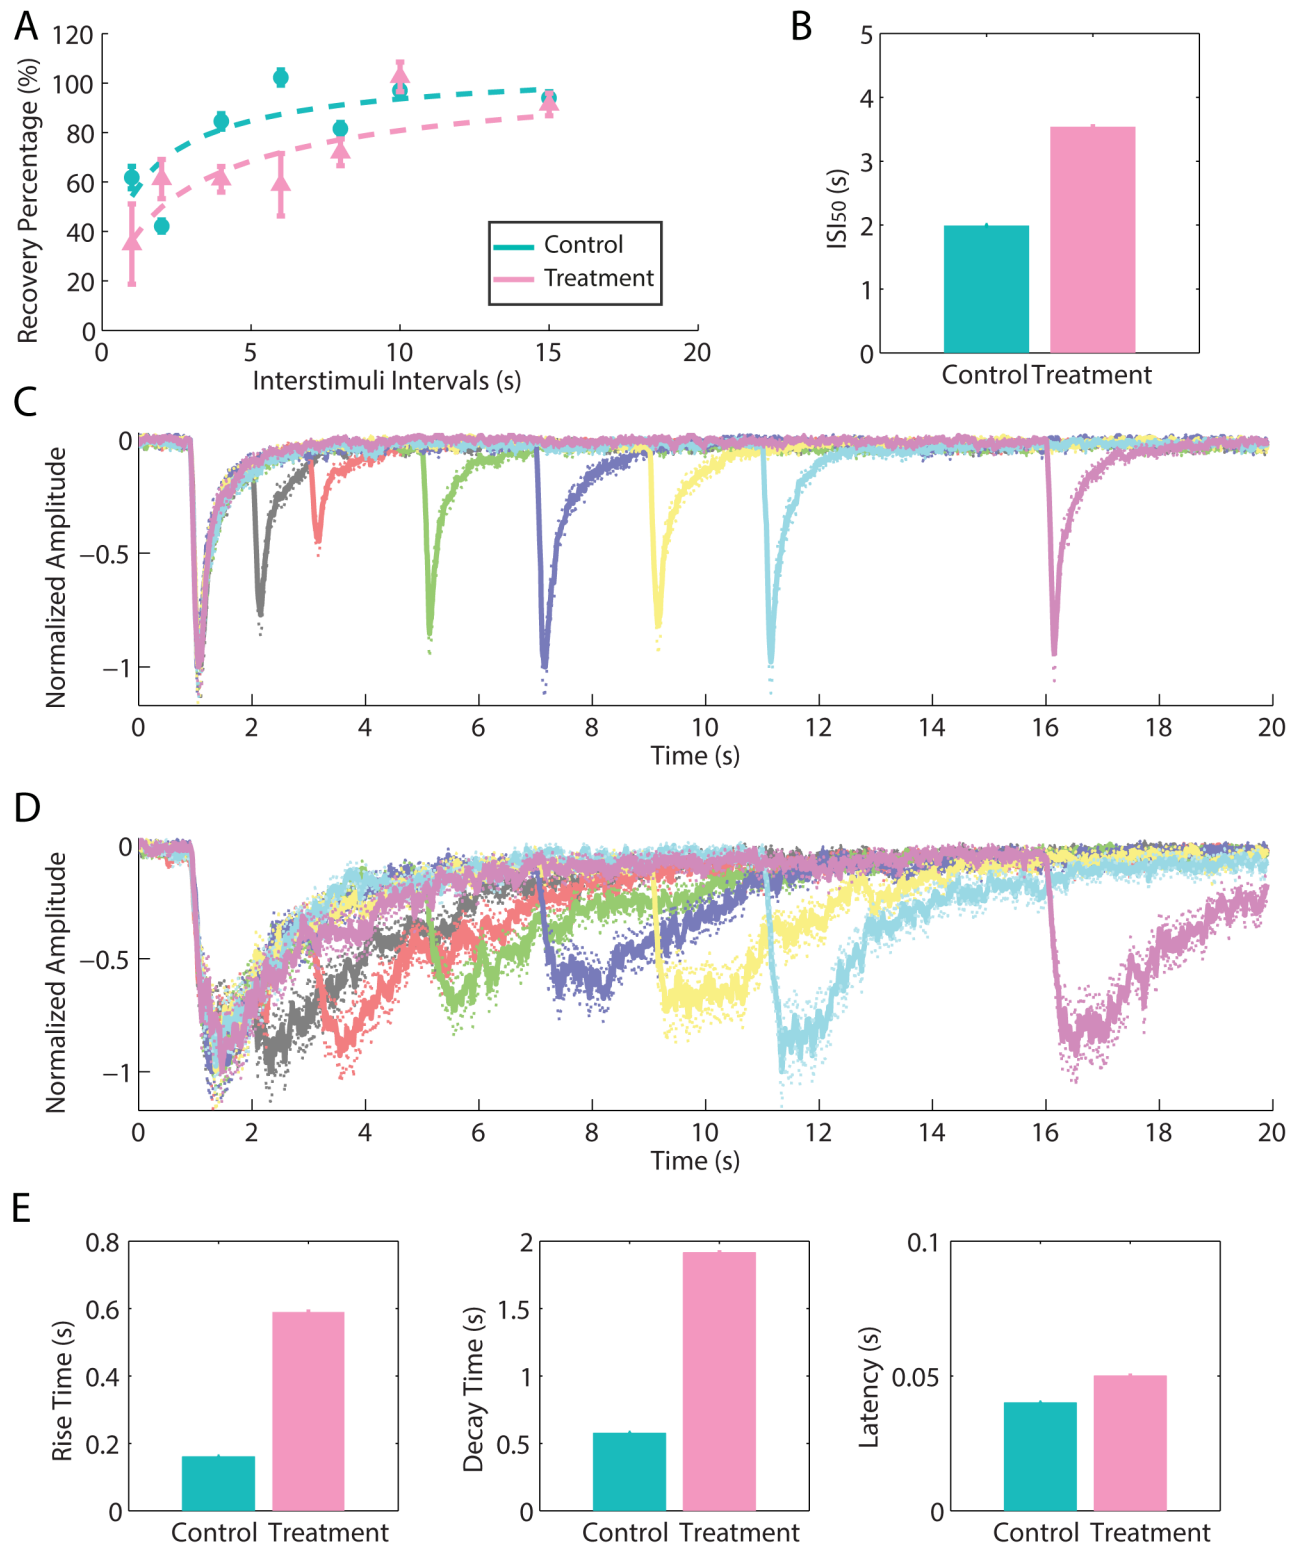 A
120
100
80
60
40
20
0
Recovery Percentage (%)
0 5 10 15 20
Interstimuli Intervals (s)
Control
Treatment
B
5
4
3
2
1
0
ISI50 (s)
Control Treatment
C
0
−0.5
−1
Normalized Amplitude
0 2 4 6 8 10 12 14 16 18 20
Time (s)
D
0
−0.5
−1
Normalized Amplitude
0 2 4 6 8 10 12 14 16 18 20
Time (s)
E
0.8
0.6
0.4
0.2
0
Rise Time (s)
Control Treatment
2
1.5
1
0.5
0
Decay Time (s)
Control Treatment
0.1
0.05
0
Latency (s)
Control Treatment